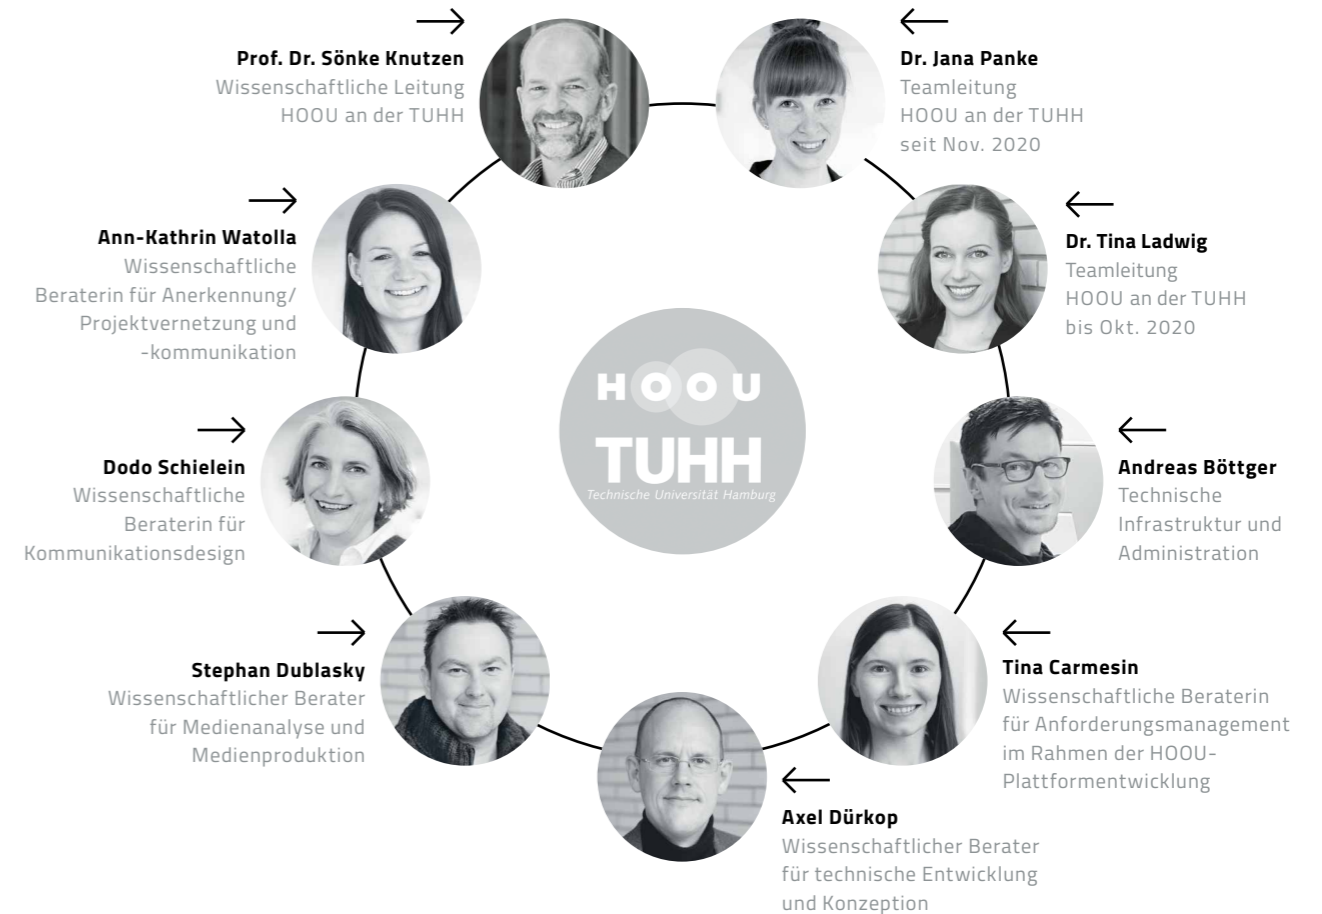 Prof. Dr. Sönke Knutzen
Wissenschaftliche Leitung
HOOU an der TUHH
Dr. Jana Panke
Teamleitung
HOOU an der TUHH
seit Nov. 2020
Ann-Kathrin Watolla
Wissenschaftliche
Beraterin für Anerkennung/
Projektvernetzung und
-kommunikation
Dr. Tina Ladwig
Teamleitung
HOOU an der TUHH
bis Okt. 2020
HOOU
TUHH
Technische Universität Hamburg
Dodo Schielein
Wissenschaftliche
Beraterin für
Kommunikationsdesign
Andreas Böttger
Technische
Infrastruktur und
Administration
Stephan Dublasky
Wissenschaftlicher Berater
für Medienanalyse und
Medienproduktion
Tina Carmesin
Wissenschaftliche Beraterin
für Anforderungsmanagement
im Rahmen der HOOU-
Plattformentwicklung
Axel Dürkop
Wissenschaftlicher Berater
für technische Entwicklung
und Konzeption